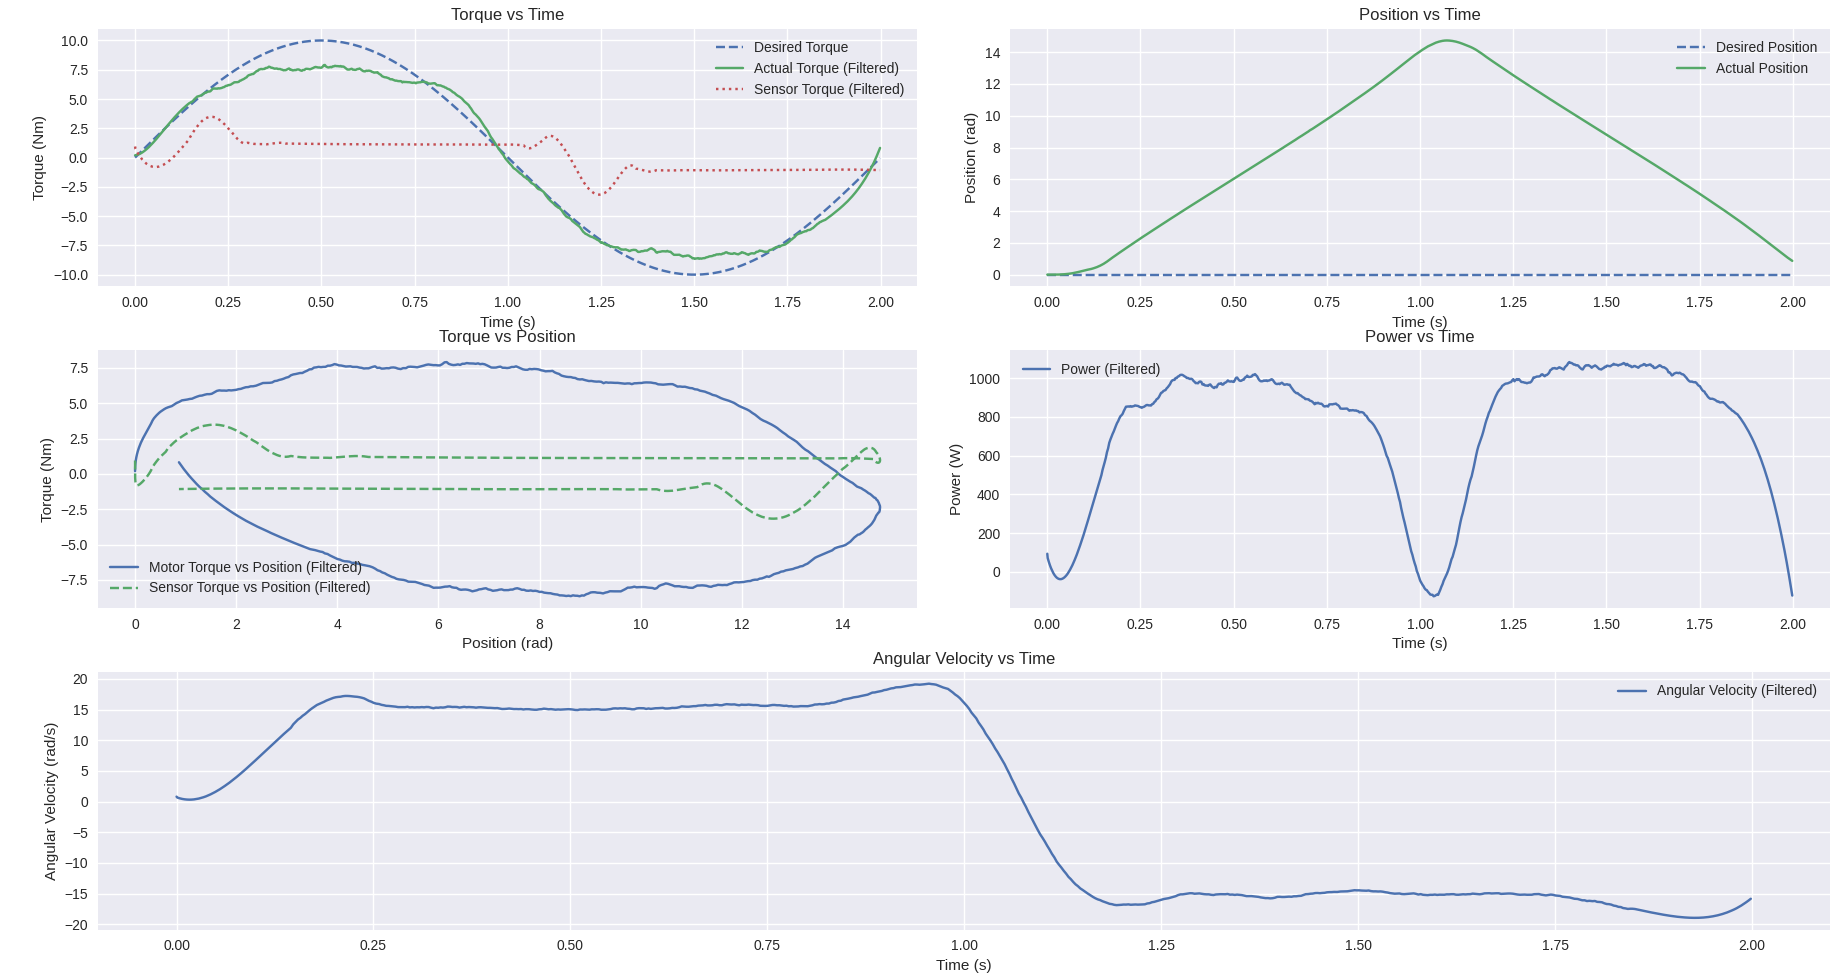 Torque vs Time
10.0
7.5
5.0
2.5
0.0
−2.5
−5.0
−7.5
−10.0
Torque (Nm)
Desired Torque
Actual Torque (Filtered)
Sensor Torque (Filtered)
0.00 0.25 0.50 0.75 1.00 1.25 1.50 1.75 2.00
Time (s)
Position vs Time
14
12
10
8
6
4
2
0
Position (rad)
Desired Position
Actual Position
0.00 0.25 0.50 0.75 1.00 1.25 1.50 1.75 2.00
Time (s)
Torque vs Position
7.5
5.0
2.5
0.0
−2.5
−5.0
−7.5
Torque (Nm)
Motor Torque vs Position (Filtered)
Sensor Torque vs Position (Filtered)
0 2 4 6 8 10 12 14
Position (rad)
Power vs Time
1000
800
600
400
200
0
Power (W)
Power (Filtered)
0.00 0.25 0.50 0.75 1.00 1.25 1.50 1.75 2.00
Time (s)
Angular Velocity vs Time
20
15
10
5
0
−5
−10
−15
−20
Angular Velocity (rad/s)
Angular Velocity (Filtered)
0.00 0.25 0.50 0.75 1.00 1.25 1.50 1.75 2.00
Time (s)